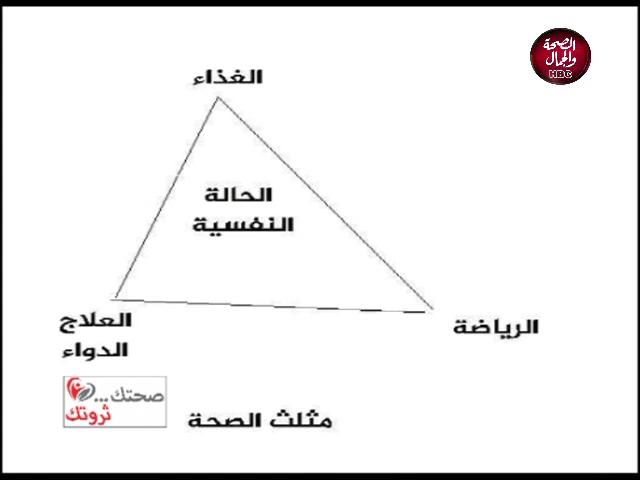 الصحة
والجمال
HBC
الغذاء
الحالة
النفسية
العلاج
الدواء
الرياضة
صحتك...
ثروتك
مثلث الصحة